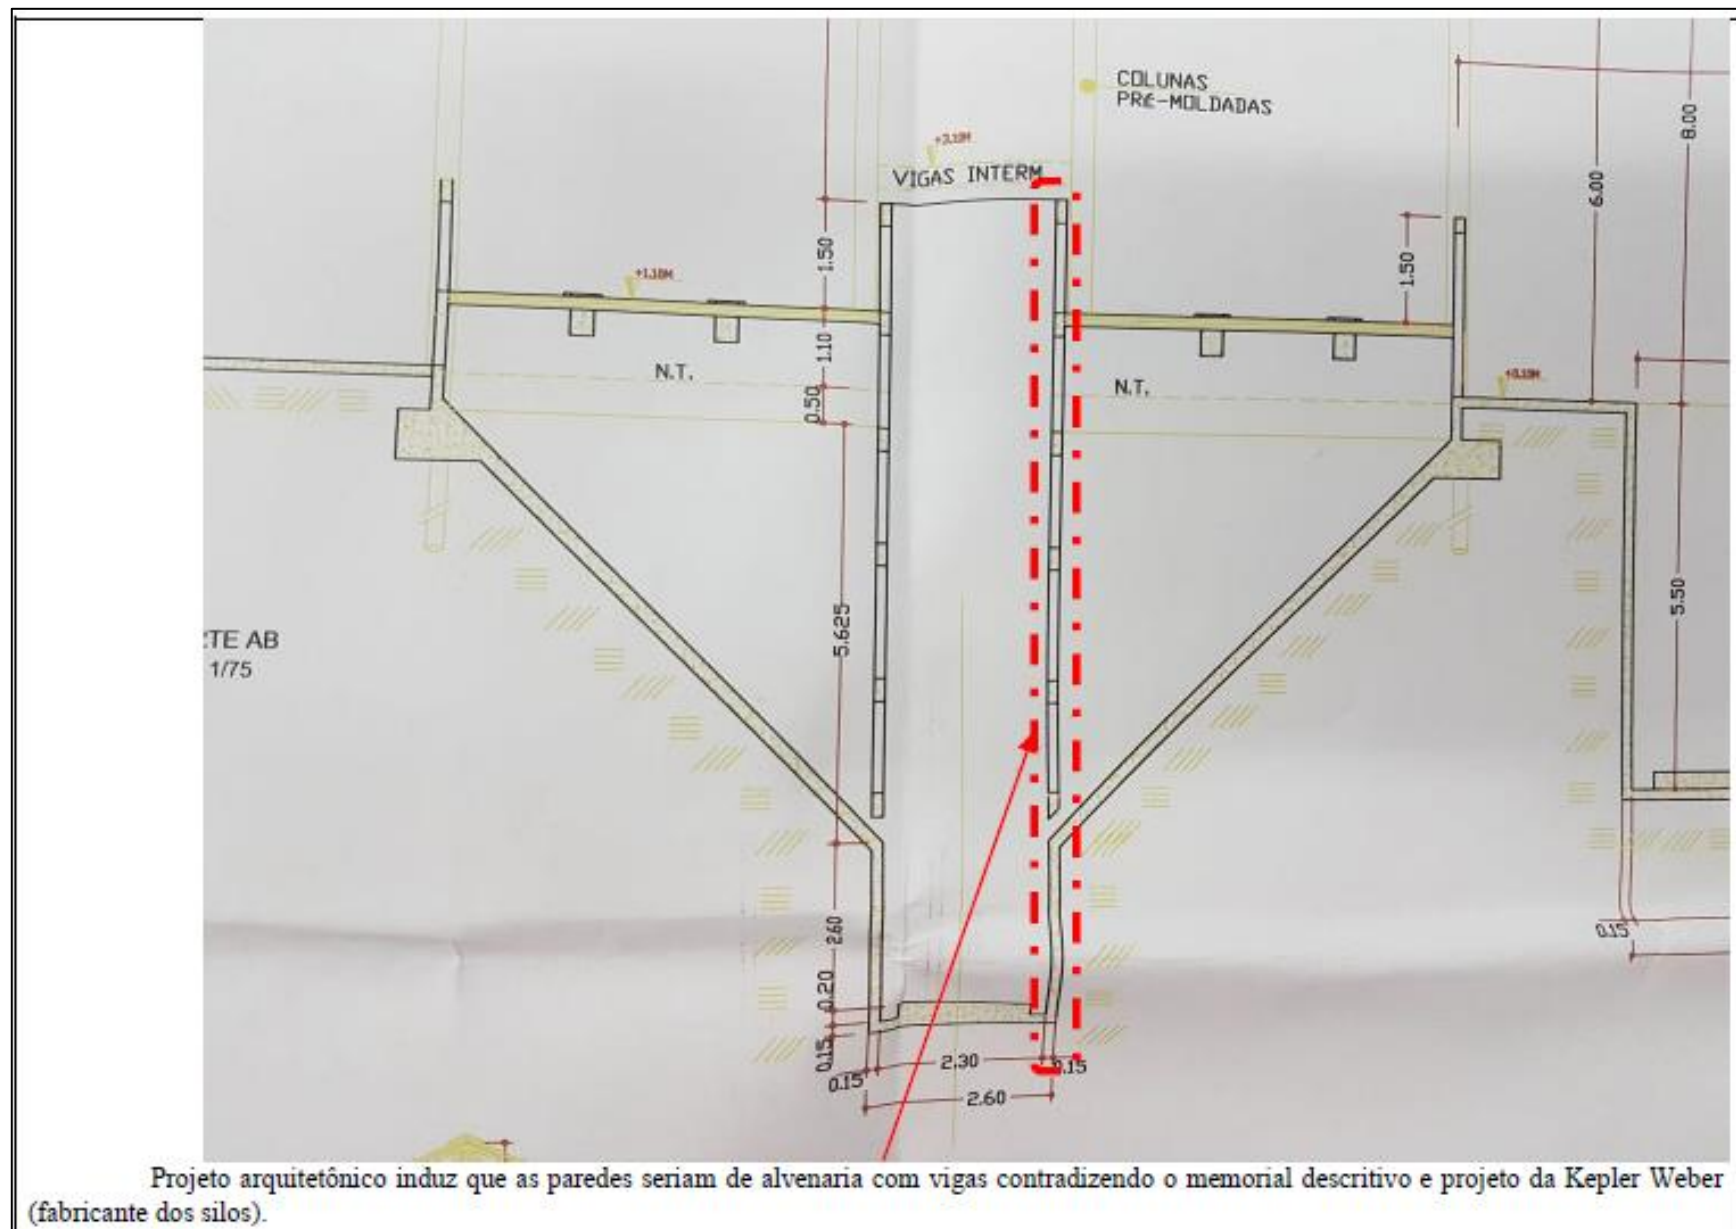 COLUNAS
PRÉ-MOLDADAS
8.00
+3.10M
VIGAS INTERM
6.00
1.50
1.50
+1.10M
1.10
N.T.
N.T.
0.50
5.625
5.50
TE AB
1/75
2.60
0.15
0.20
0.15
0.15
2.30
0.15
2.60
Projeto arquitetônico induz que as paredes seriam de alvenaria com vigas contradizendo o memorial descritivo e projeto da Kepler Weber
(fabricante dos silos).